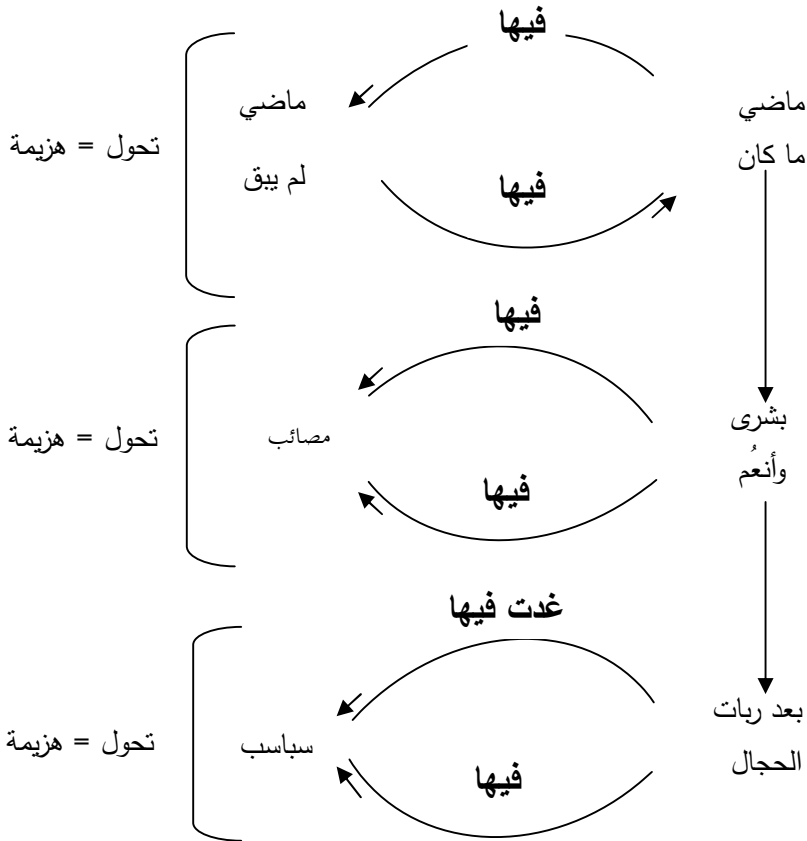 فيها
ماضي
ما كان
ماضي
لم يبق
تحول = هزيمة
فيها
فيها
بشرى
وأنعُم
مصائب
تحول = هزيمة
فيها
غدت فيها
بعد ربات
الحجال
سباسب
تحول = هزيمة
فيها